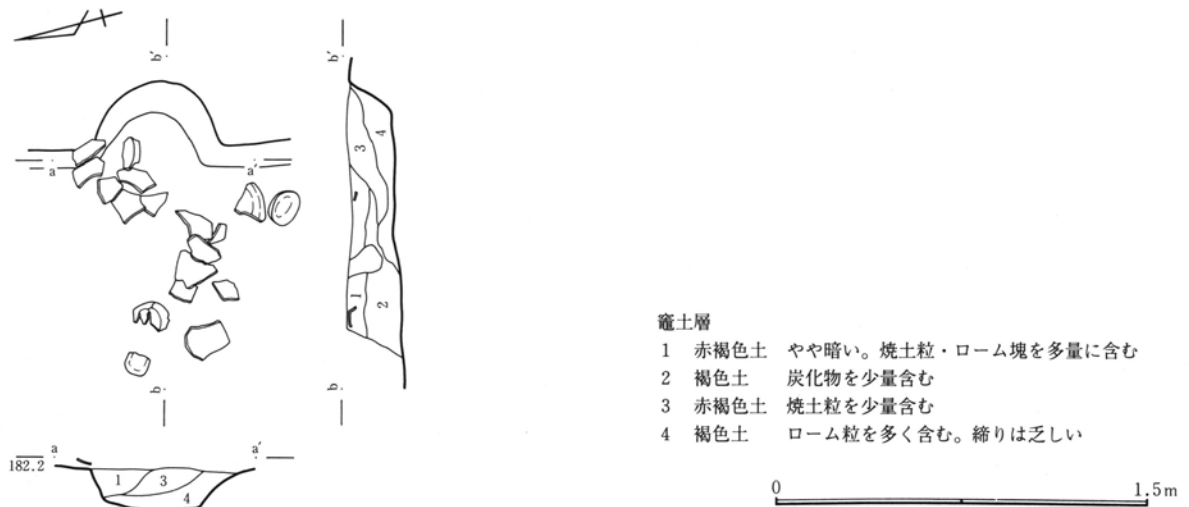 b′
b′
a
a′
3
4
1
2
b
b
182.2
a
a′
1
3
4
竈土層
1 赤褐色土 やや暗い。焼土粒・ローム塊を多量に含む
2 褐色土 炭化物を少量含む
3 赤褐色土 焼土粒を少量含む
4 褐色土 ローム粒を多く含む。締りは乏しい
0 1.5m